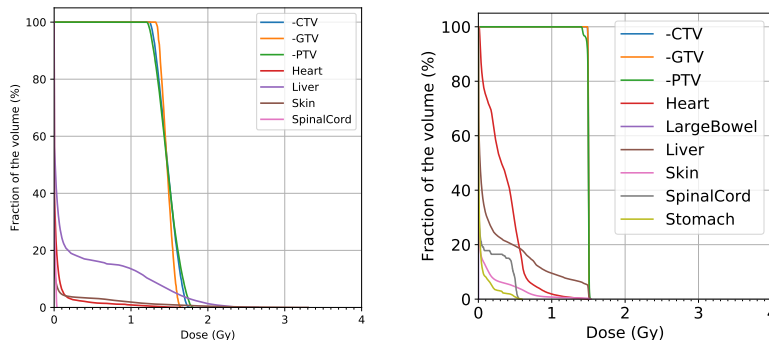 Fraction of the volume (%)
100
80
60
40
20
0
0
1
2
3
4
Dose (Gy)
-CTV
-GTV
-PTV
Heart
Liver
Skin
SpinalCord
Fraction of the volume (%)
100
80
60
40
20
0
0
1
2
3
4
Dose (Gy)
-CTV
-GTV
-PTV
Heart
LargeBowel
Liver
Skin
SpinalCord
Stomach